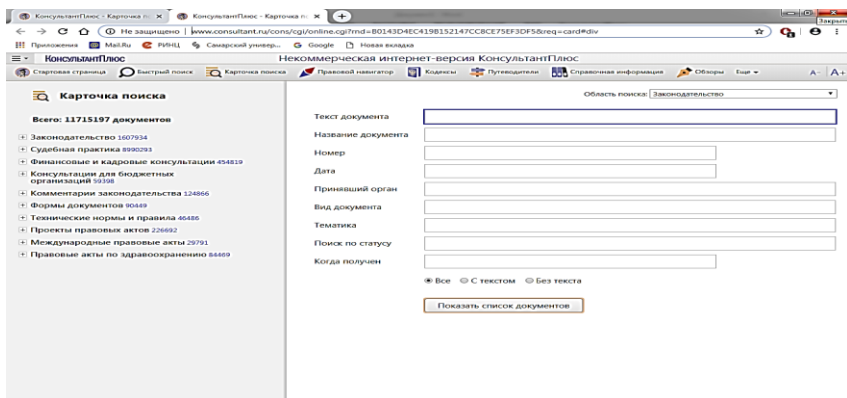 КонсультантПлюс - Карточка по
КонсультантПлюс - Карточка по
Закрыть
Не защищено | www.consultant.ru/cons/cgi/online.cgi?rnd=B0143D4EC419B152147CC8CE75EF3DF5&req=card#div
Приложения Mail.Ru РИНЦ Самарский универ... Google Новая вкладка
КонсультантПлюс Некоммерческая интернет-версия КонсультантПлюс
Стартовая страница Быстрый поиск Карточка поиска Правовой навигатор Кодексы Путеводители Справочная информация Обзоры Еще A- A+
Карточка поиска
Область поиска: Законодательство
Всего: 11715197 документов
Законодательство 1607934
Судебная практика 8990293
Финансовые и кадровые консультации 454819
Консультации для бюджетных
организаций 59398
Комментарии законодательства 124866
Формы документов 90449
Технические нормы и правила 46486
Проекты правовых актов 226692
Международные правовые акты 29791
Правовые акты по здравоохранению 84469
Текст документа
Название документа
Номер
Дата
Принявший орган
Вид документа
Тематика
Поиск по статусу
Когда получен
Все С текстом Без текста
Показать список документов